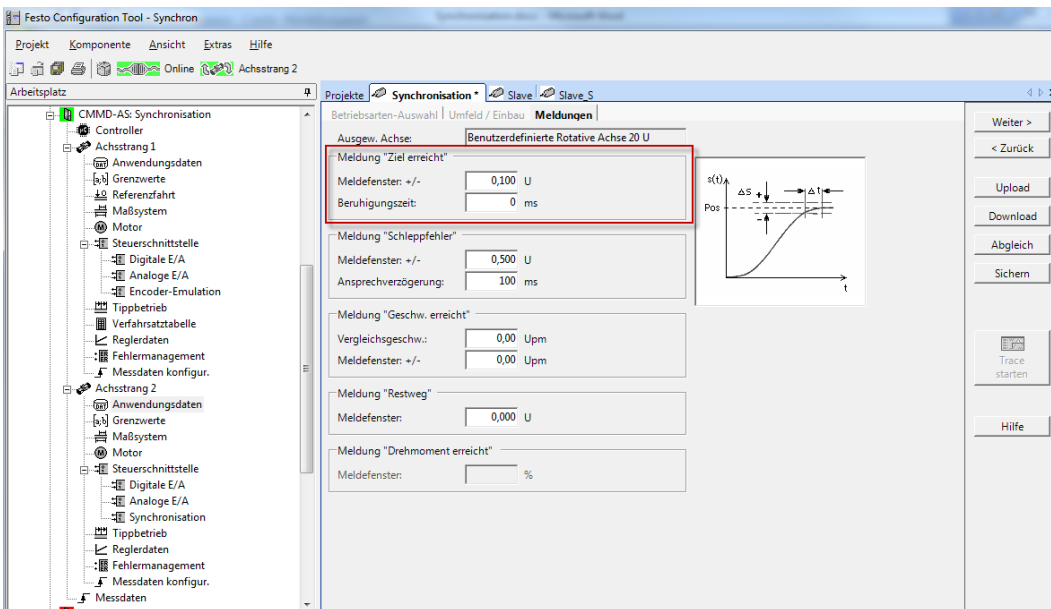 Festo Configuration Tool - Synchron
Projekt Komponente Ansicht Extras Hilfe
Online Achsstrang 2
Arbeitsplatz
CMMD-AS: Synchronisation
Controller
Achsstrang 1
Anwendungsdaten
Grenzwerte
Referenzfahrt
Maßsystem
Motor
Steuerschnittstelle
Digitale E/A
Analoge E/A
Encoder-Emulation
Tippbetrieb
Verfahrsatztabelle
Reglerdaten
Fehlermanagement
Messdaten konfigur.
Achsstrang 2
Anwendungsdaten
Grenzwerte
Maßsystem
Motor
Steuerschnittstelle
Digitale E/A
Analoge E/A
Synchronisation
Tippbetrieb
Reglerdaten
Fehlermanagement
Messdaten konfigur.
Messdaten
Projekte Synchronisation * Slave Slave_S
Betriebsarten-Auswahl Umfeld / Einbau Meldungen
Ausgew. Achse: Benutzerdefinierte Rotative Achse 20 U
Meldung "Ziel erreicht"
Meldefenster: +/- 0,100 U
Beruhigungszeit: 0 ms
Meldung "Schleppfehler"
Meldefenster: +/- 0,500 U
Ansprechverzögerung: 100 ms
Meldung "Geschw. erreicht"
Vergleichsgeschw.: 0,00 Upm
Meldefenster: +/- 0,00 Upm
Meldung "Restweg"
Meldefenster: 0,000 U
Meldung "Drehmoment erreicht"
Meldefenster: %
s(t)
ΔS + Δt
Pos
-
t
Weiter >
< Zurück
Upload
Download
Abgleich
Sichern
Trace
starten
Hilfe